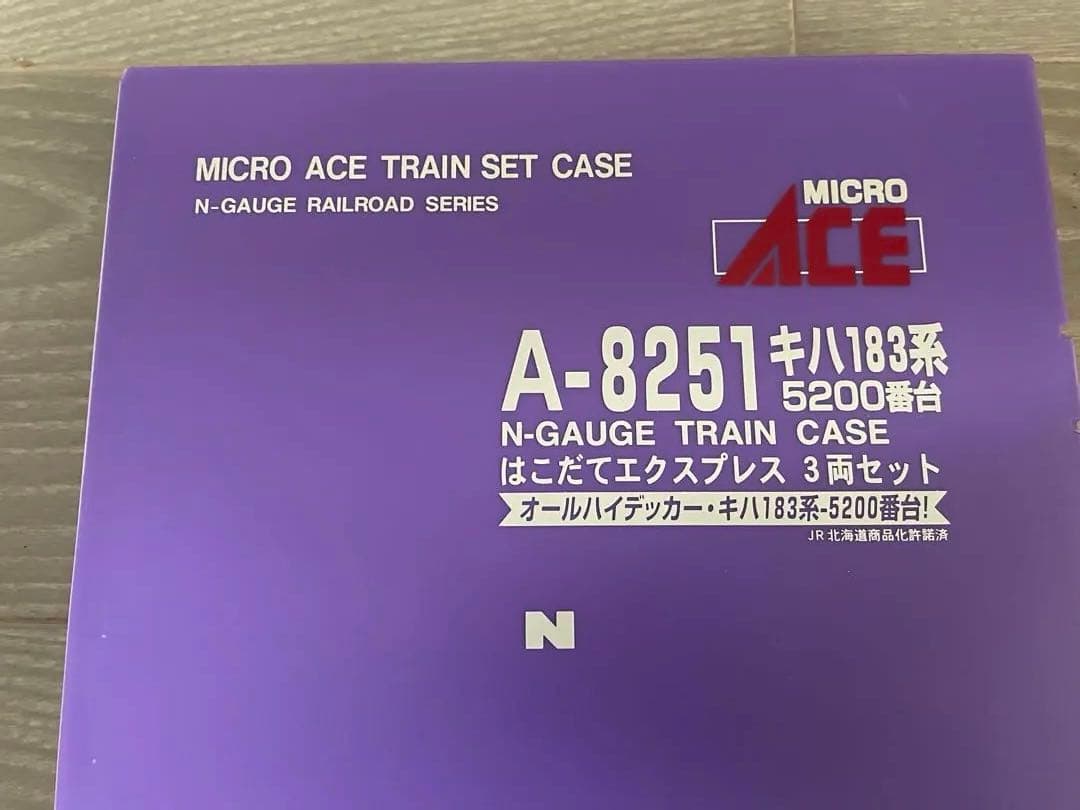 MICRO ACE TRAIN SET CASE
N-GAUGE RAILROAD SERIES
MICRO
ACE
A-8251 キハ183系
5200番台
N-GAUGE TRAIN CASE
はこだてエクスプレス 3両セット
オールハイデッカー・キハ183系-5200番台!
JR北海道商品化許諾済
N